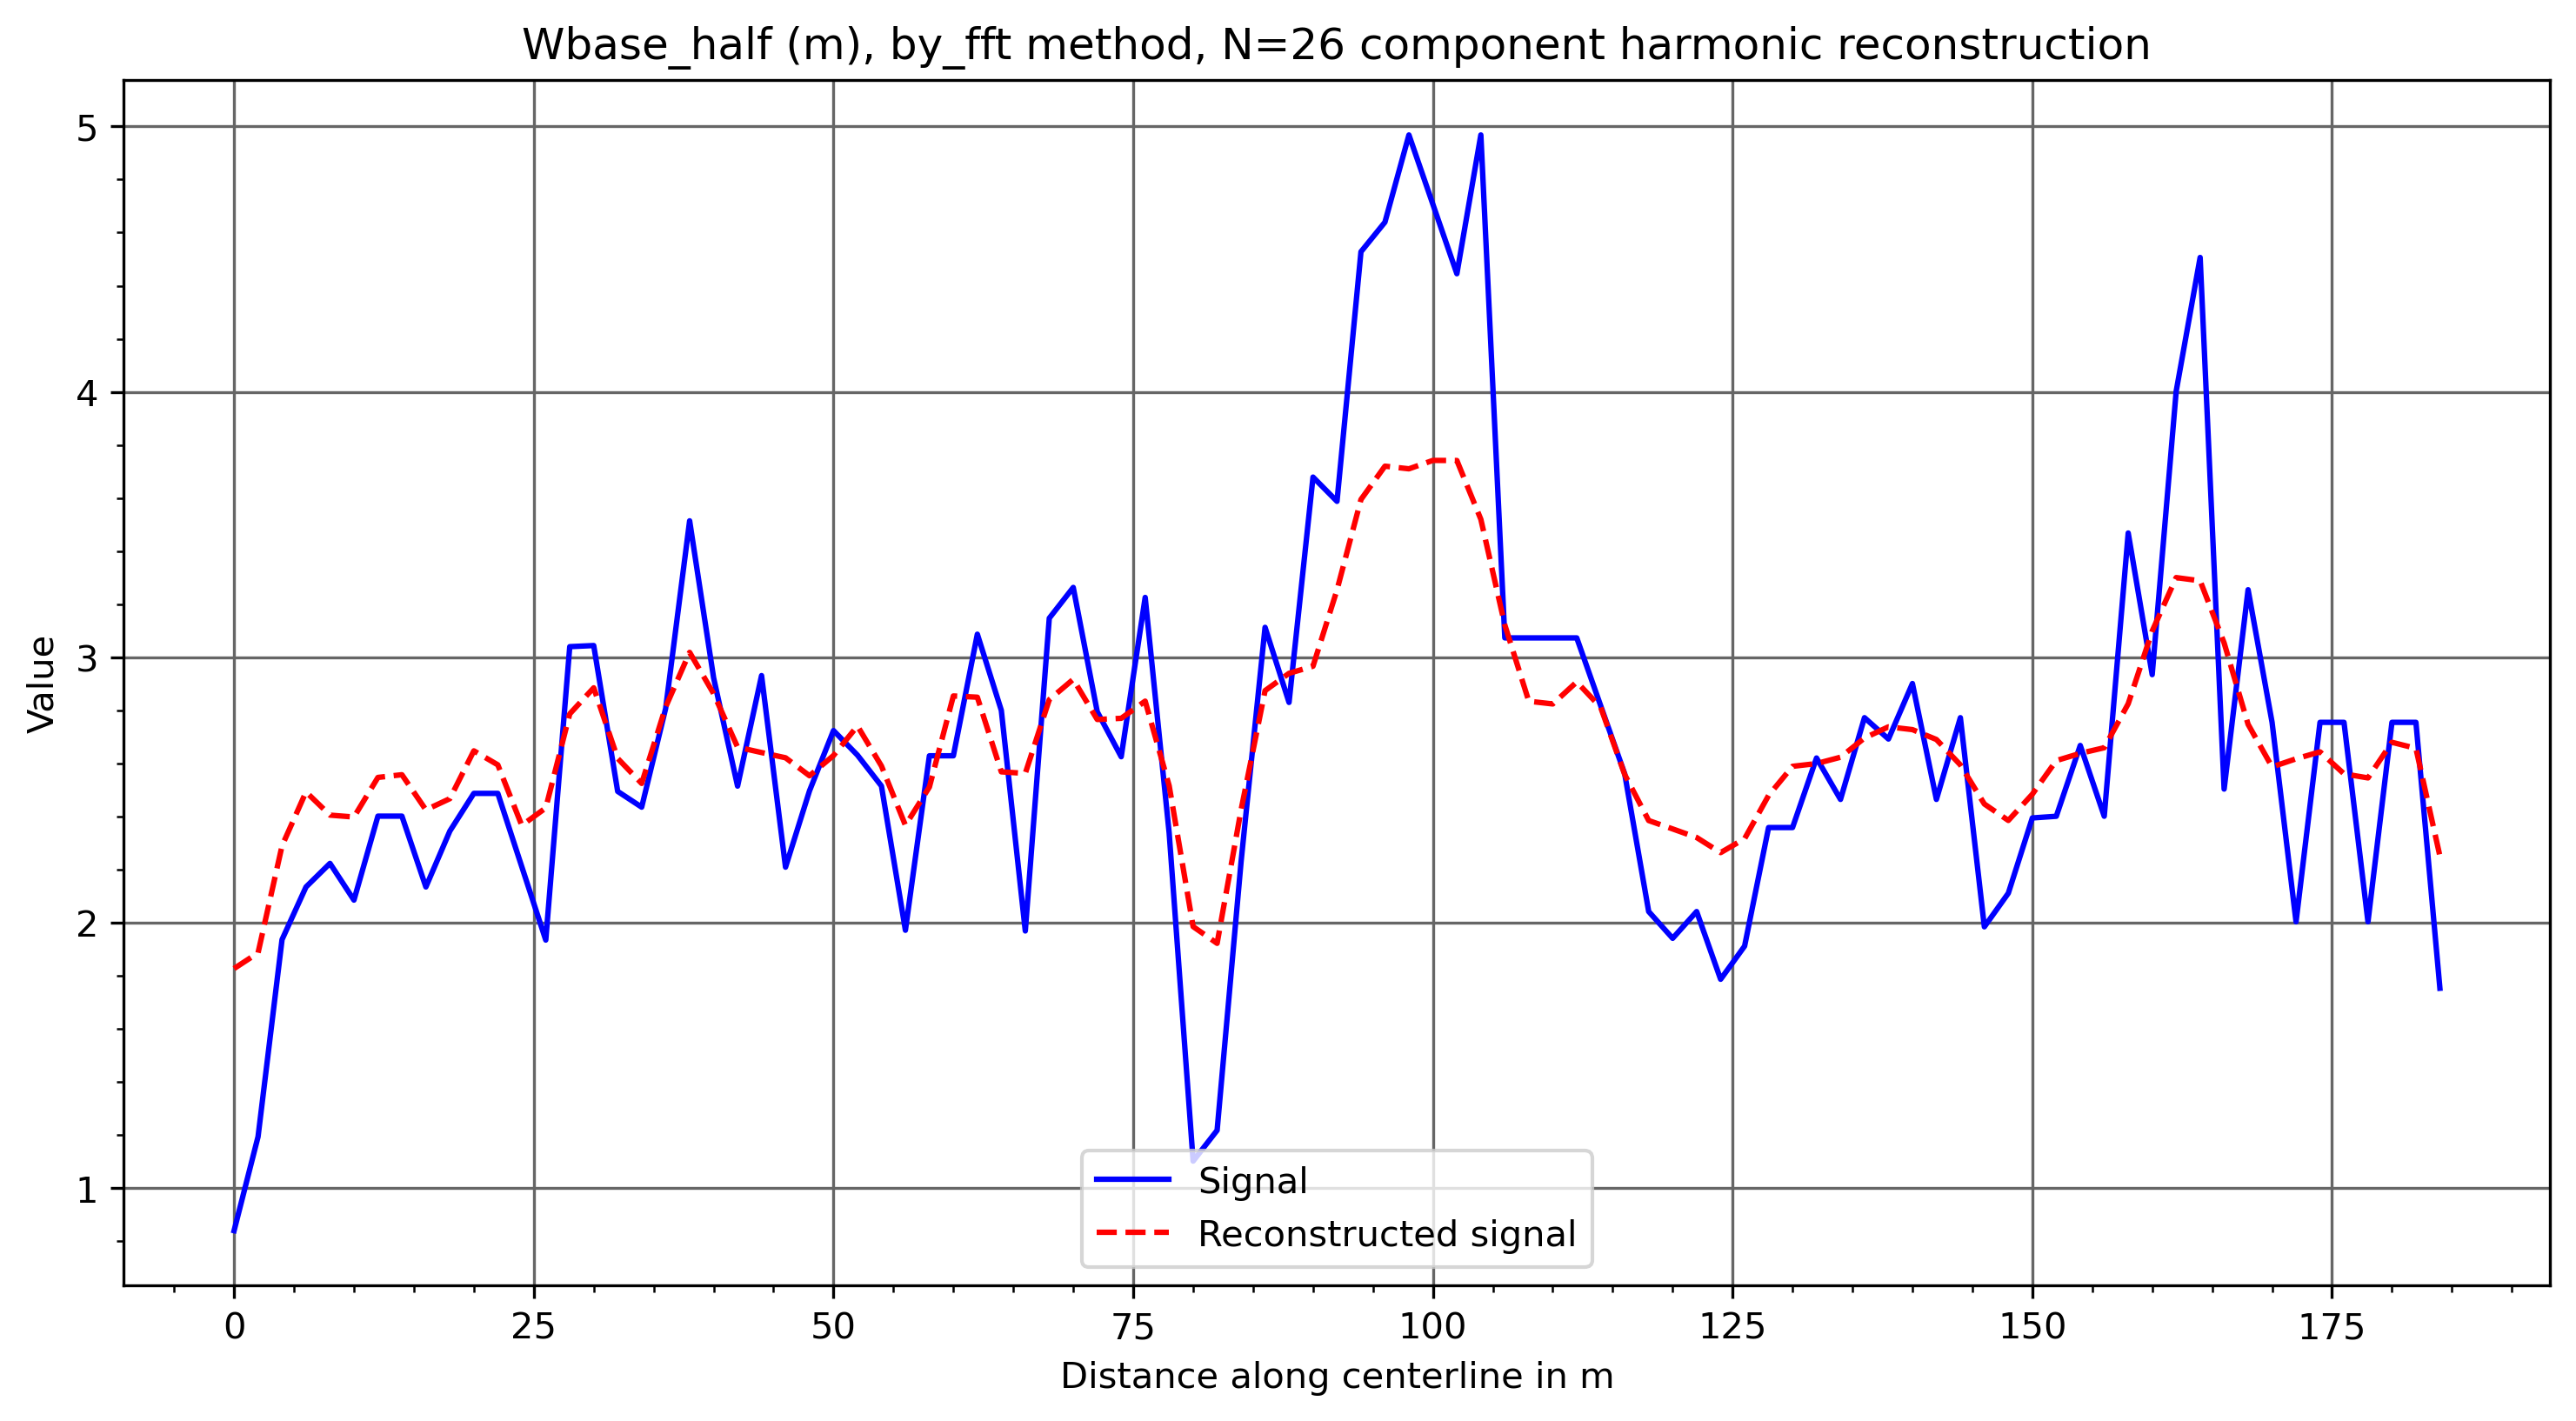 Wbase_half (m), by_fft method, N=26 component harmonic reconstruction
Value
5
4
3
2
1
Signal
Reconstructed signal
0 25 50 75 100 125 150 175
Distance along centerline in m